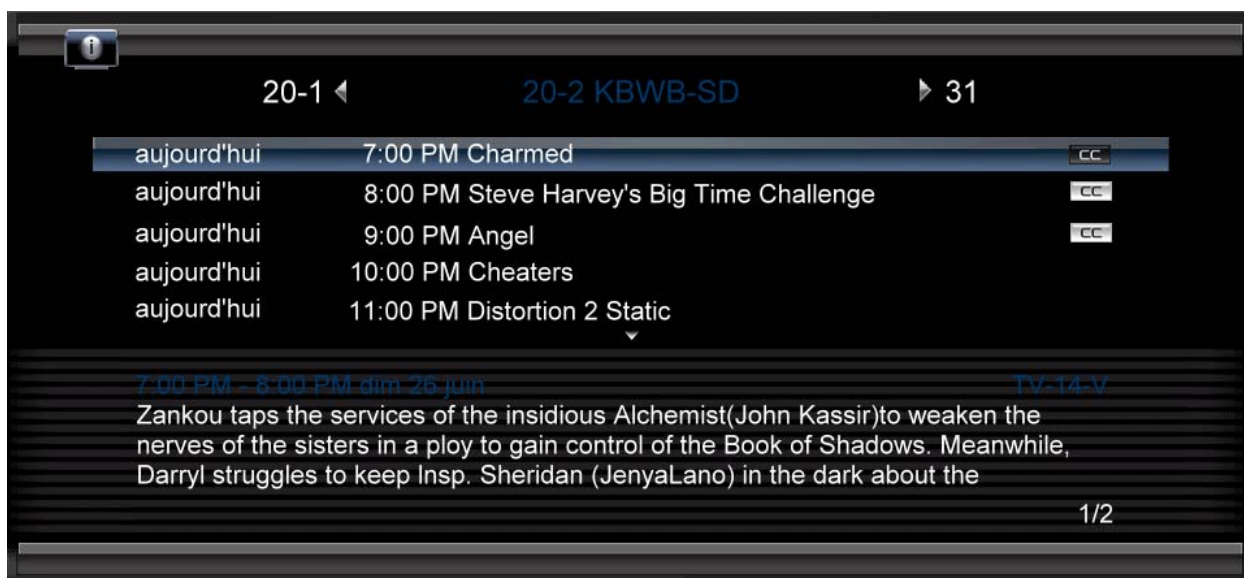 20-1 20-2 KBWB-SD 31
aujourd'hui 7:00 PM Charmed CC
aujourd'hui 8:00 PM Steve Harvey's Big Time Challenge CC
aujourd'hui 9:00 PM Angel CC
aujourd'hui 10:00 PM Cheaters
aujourd'hui 11:00 PM Distortion 2 Static
7:00 PM - 8:00 PM dim 26 juin TV-14-V
Zankou taps the services of the insidious Alchemist(John Kassir)to weaken the
nerves of the sisters in a ploy to gain control of the Book of Shadows. Meanwhile,
Darryl struggles to keep Insp. Sheridan (JenyaLano) in the dark about the
1/2